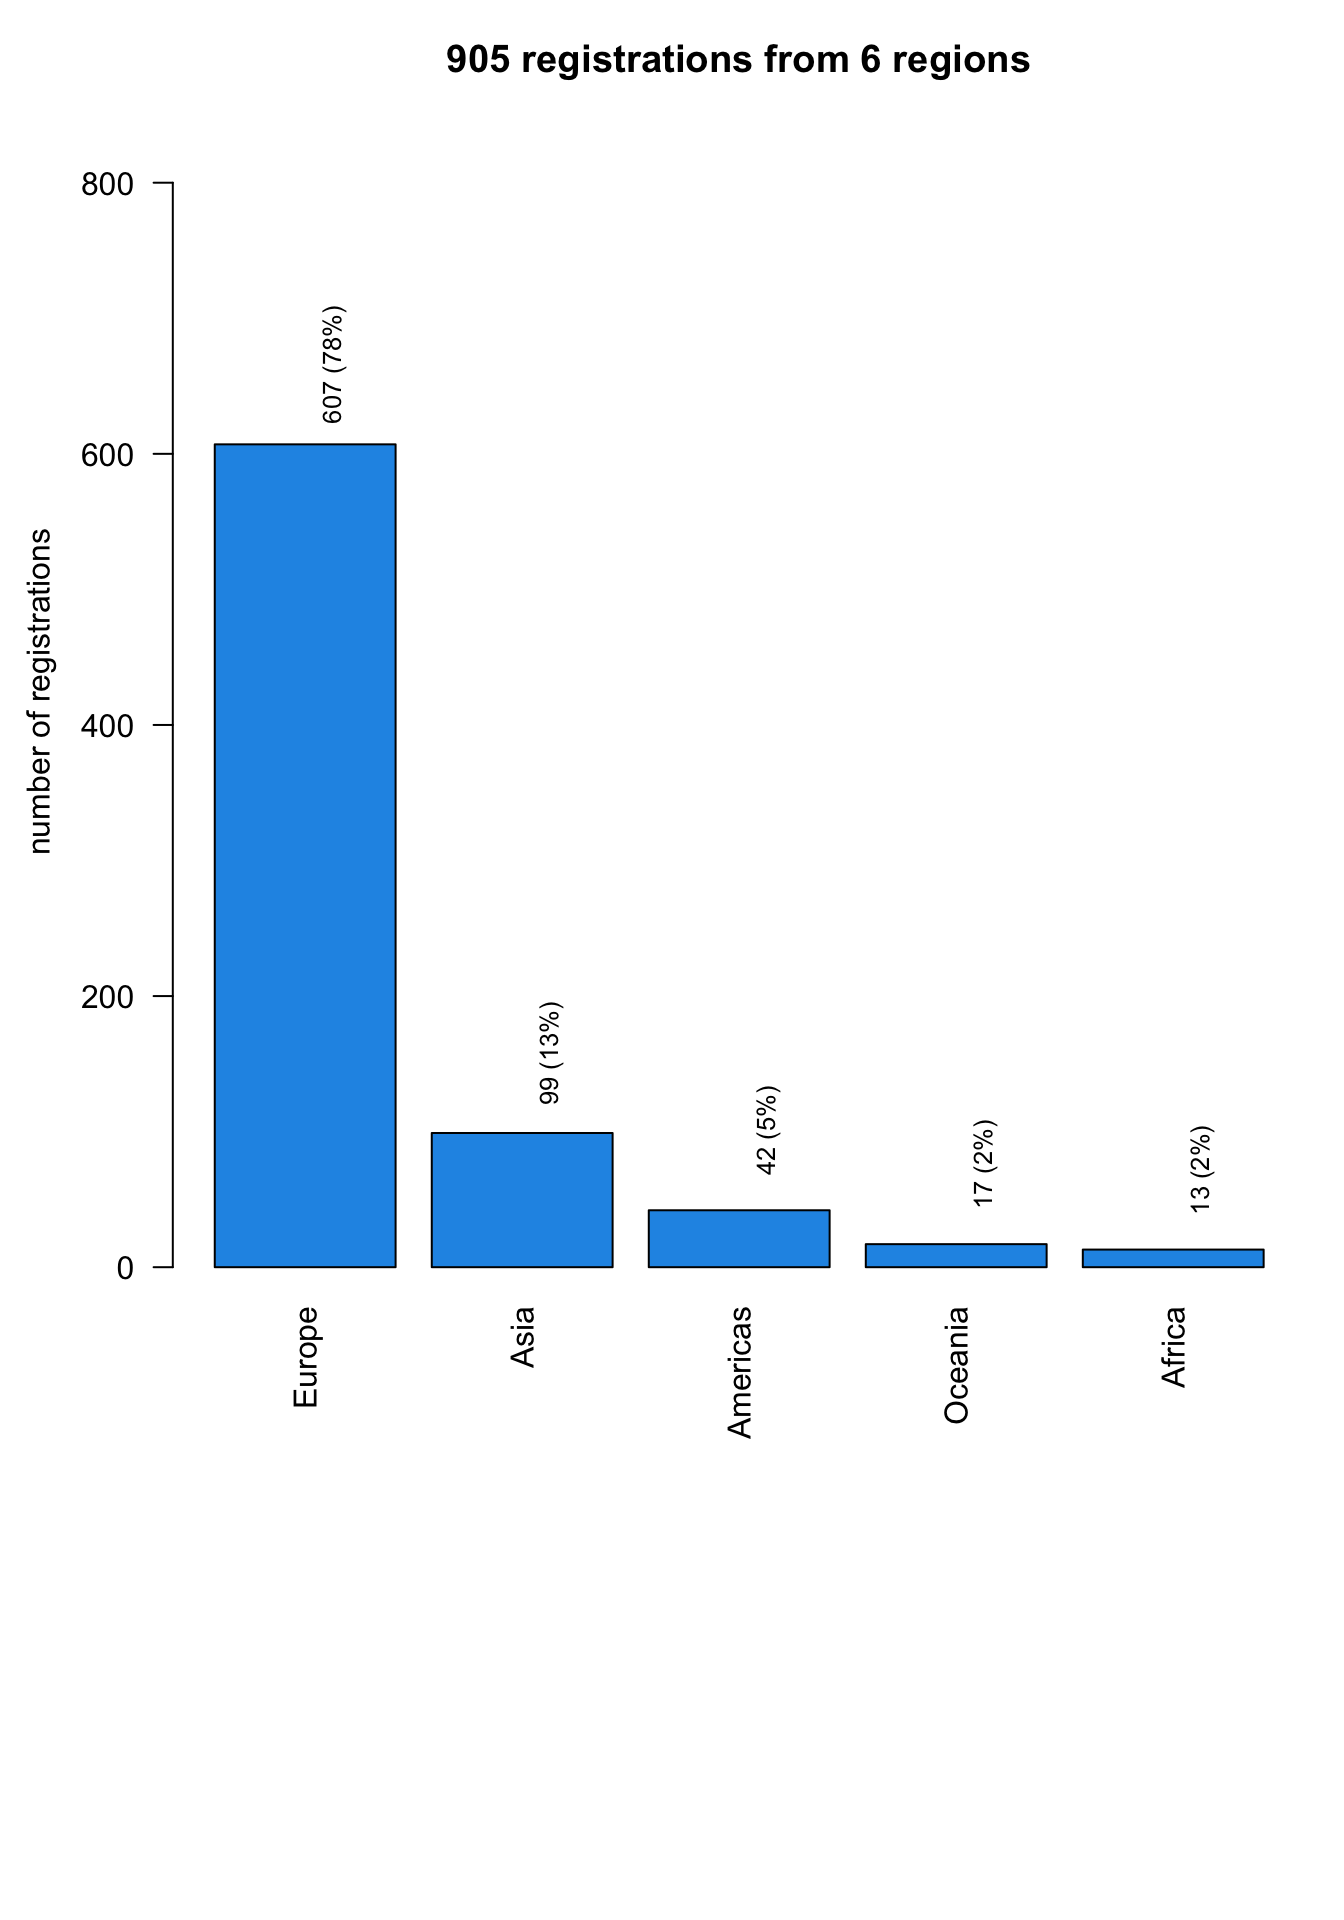 905 registrations from 6 regions
number of registrations
800
600
400
200
0
607 (78%)
99 (13%)
42 (5%)
17 (2%)
13 (2%)
Europe
Asia
Americas
Oceania
Africa